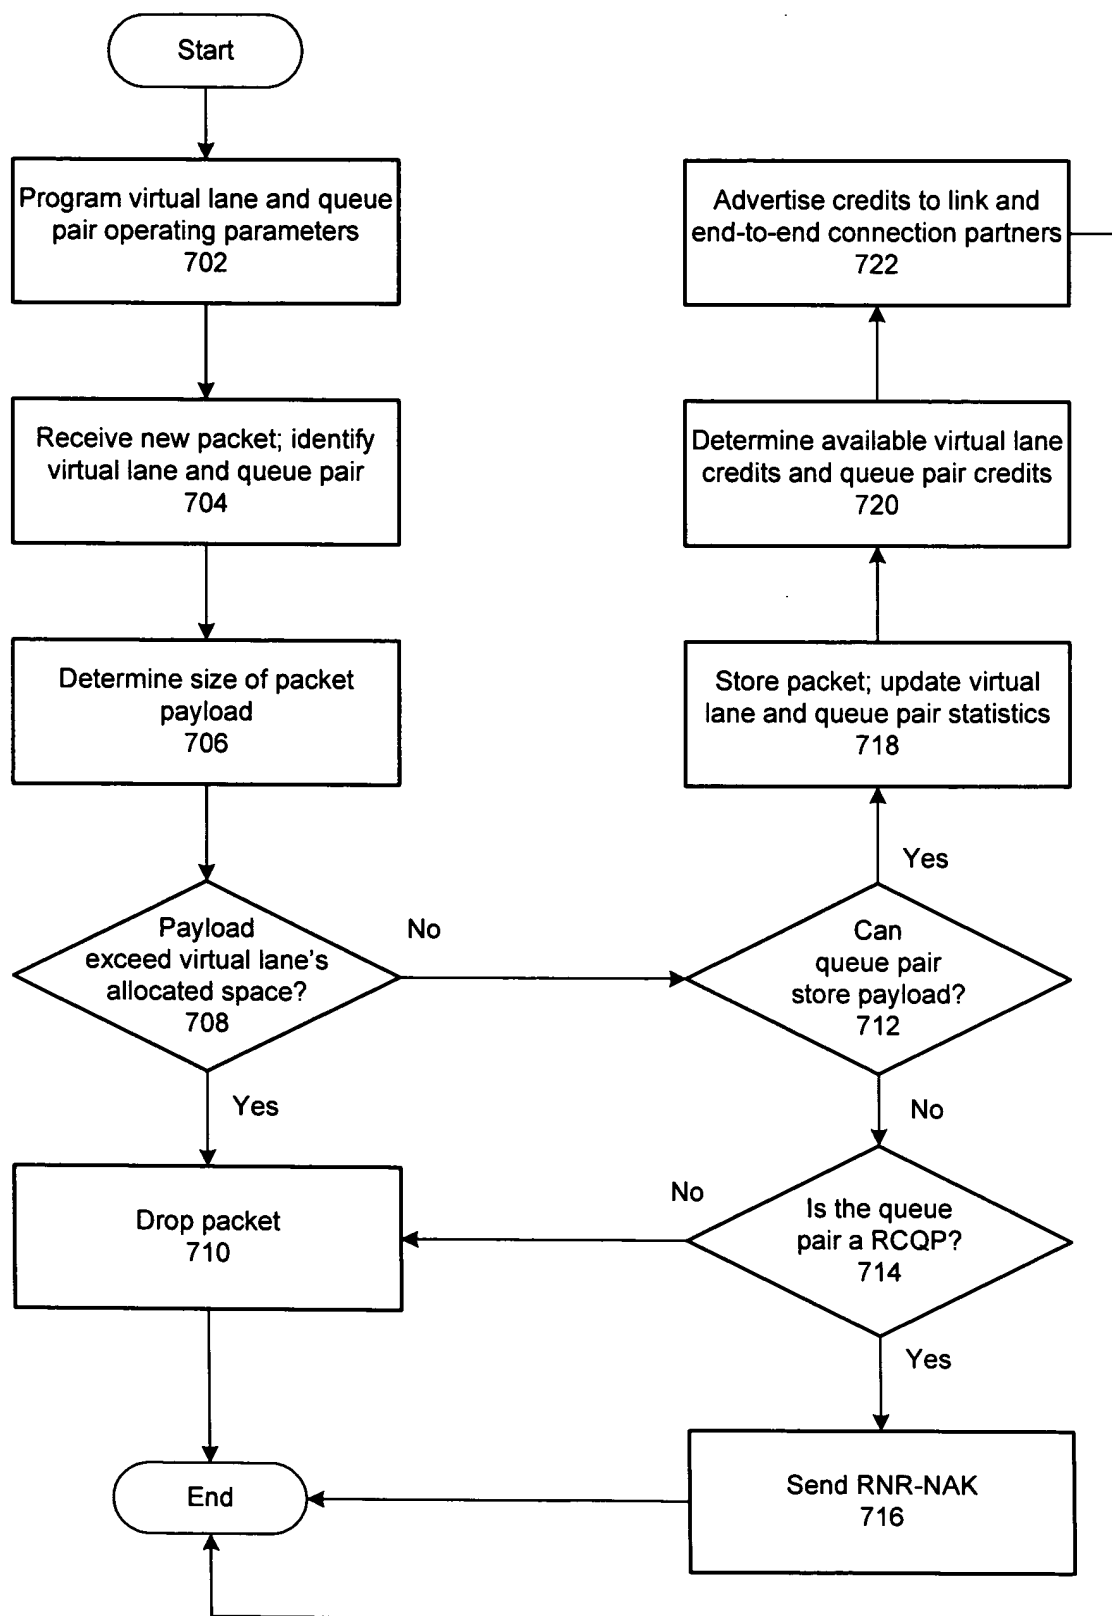 Start
Program virtual lane and queue
pair operating parameters
702
Receive new packet; identify
virtual lane and queue pair
704
Determine size of packet
payload
706
Payload
exceed virtual lane's
allocated space?
708
No
Yes
Drop packet
710
End
Advertise credits to link and
end-to-end connection partners
722
Determine available virtual lane
credits and queue pair credits
720
Store packet; update virtual
lane and queue pair statistics
718
Yes
Can
queue pair
store payload?
712
No
No
Is the queue
pair a RCQP?
714
Yes
Send RNR-NAK
716